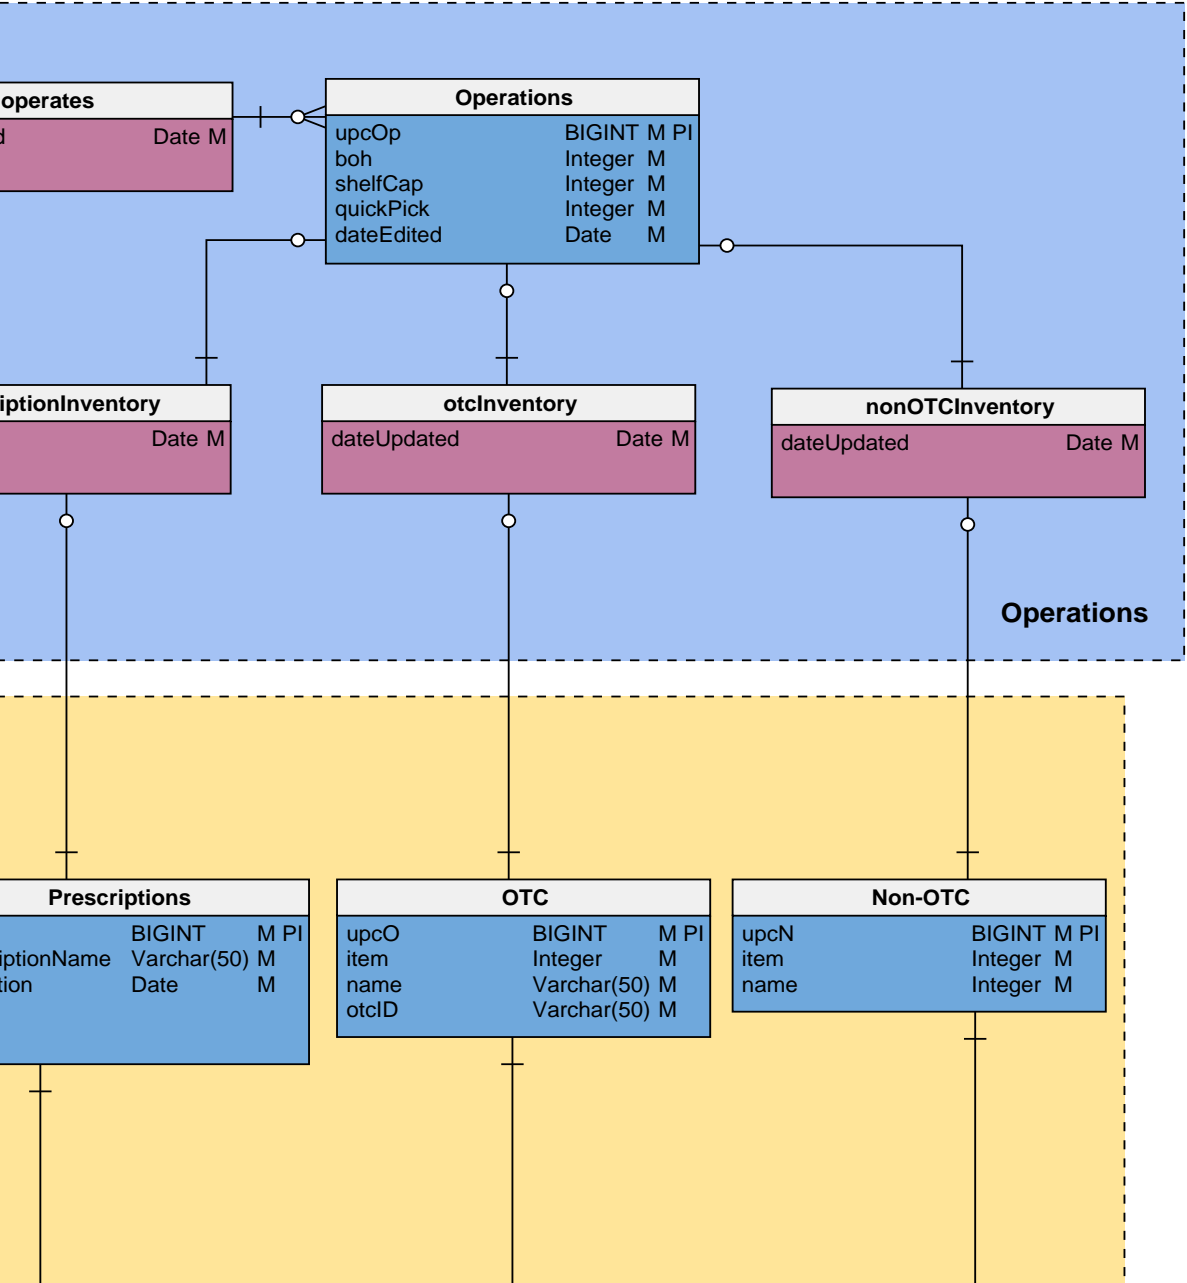 operates
Date M
Operations
upcOp BIGINT M PI
boh Integer M
shelfCap Integer M
quickPick Integer M
dateEdited Date M
iptionInventory
Date M
otcInventory
dateUpdated Date M
nonOTCInventory
dateUpdated Date M
Operations
Prescriptions
BIGINT M PI
iptionName Varchar(50) M
tion Date M
OTC
upcO BIGINT M PI
item Integer M
name Varchar(50) M
otcID Varchar(50) M
Non-OTC
upcN BIGINT M PI
item Integer M
name Integer M